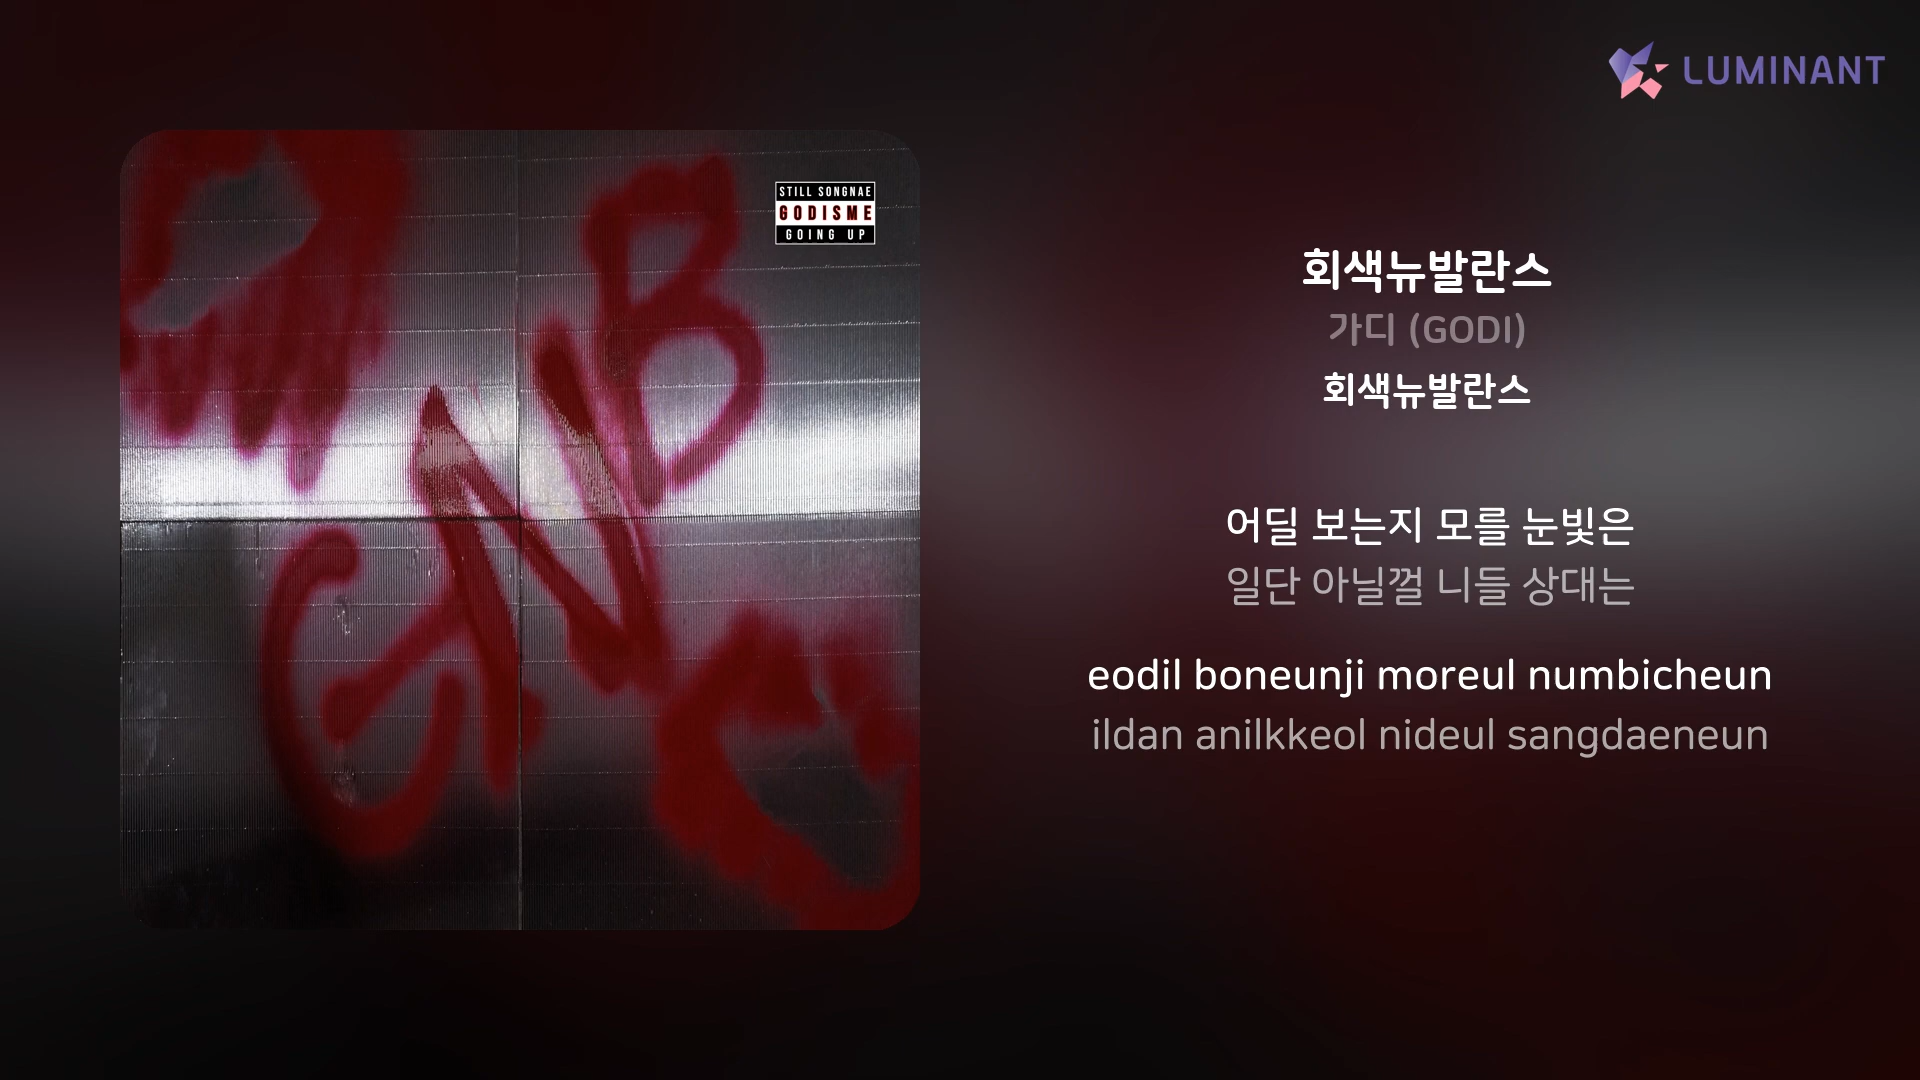 LUMINANT
STILL SONGNAE
GODISME
GOING UP
GNB
회색뉴발란스
가디 (GODI)
회색뉴발란스
어딜 보는지 모를 눈빛은
일단 아닐껄 니들 상대는
eodil boneunji moreul numbicheun
ildan anilkkeol nideul sangdaeneun